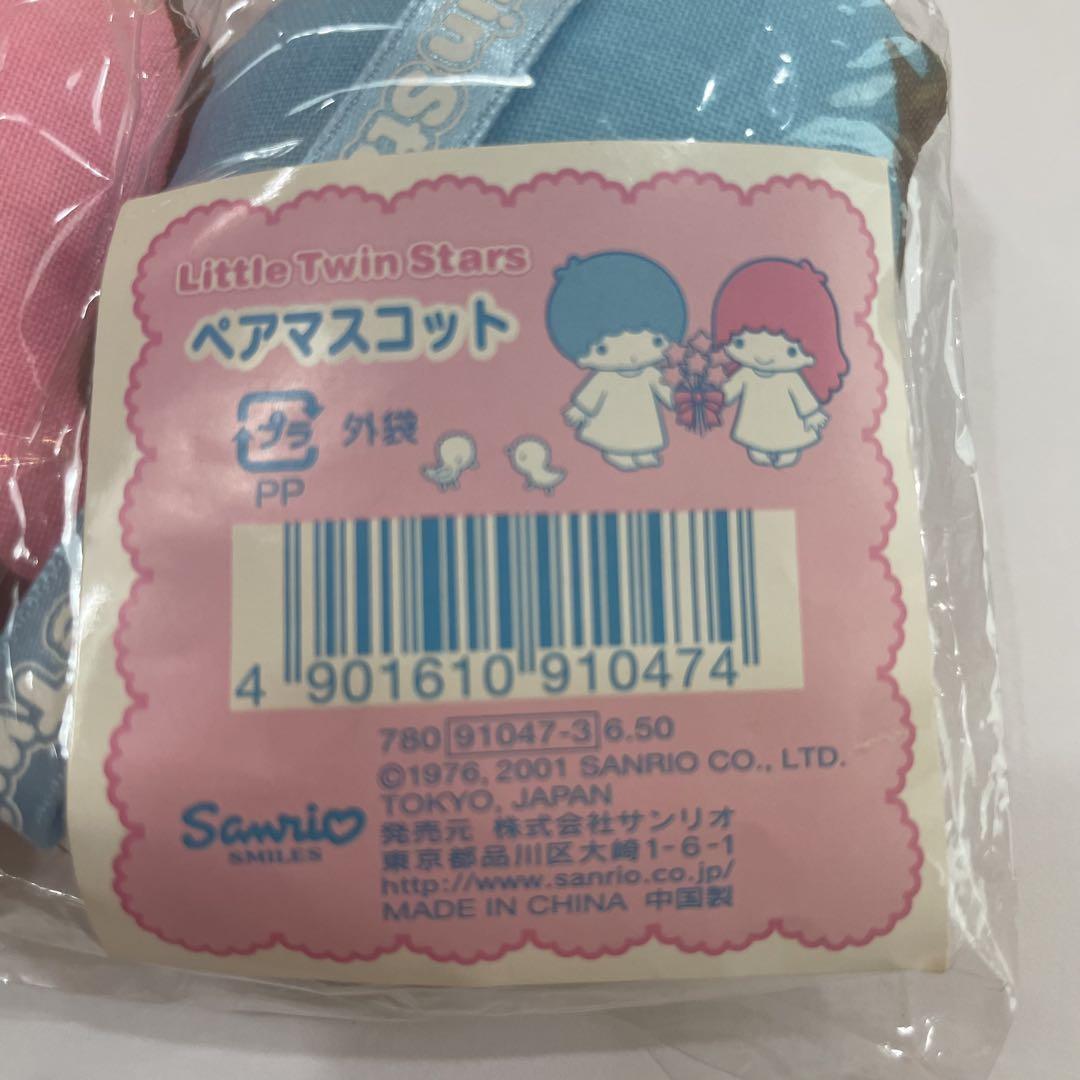 Little Twin Stars
ペアマスコット
プラ 外袋
PP
4 901610 910474
780 91047-3 6.50
©1976, 2001 SANRIO CO., LTD.
TOKYO, JAPAN
Sanrio
SMILES
発売元 株式会社サンリオ
東京都品川区大崎1-6-1
http://www.sanrio.co.jp/
MADE IN CHINA 中国製